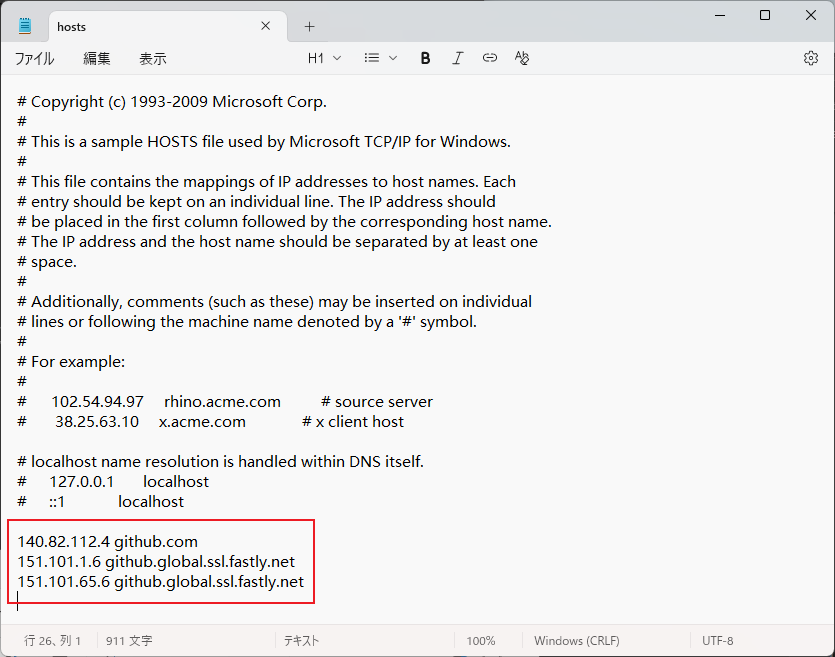 hosts
ファイル 編集 表示 H1 B I
# Copyright (c) 1993-2009 Microsoft Corp.
#
# This is a sample HOSTS file used by Microsoft TCP/IP for Windows.
#
# This file contains the mappings of IP addresses to host names. Each
# entry should be kept on an individual line. The IP address should
# be placed in the first column followed by the corresponding host name.
# The IP address and the host name should be separated by at least one
# space.
#
# Additionally, comments (such as these) may be inserted on individual
# lines or following the machine name denoted by a '#' symbol.
#
# For example:
#
# 102.54.94.97 rhino.acme.com # source server
# 38.25.63.10 x.acme.com # x client host
# localhost name resolution is handled within DNS itself.
# 127.0.0.1 localhost
# ::1 localhost
140.82.112.4 github.com
151.101.1.6 github.global.ssl.fastly.net
151.101.65.6 github.global.ssl.fastly.net
行 26、列 1 911 文字 テキスト 100% Windows (CRLF) UTF-8